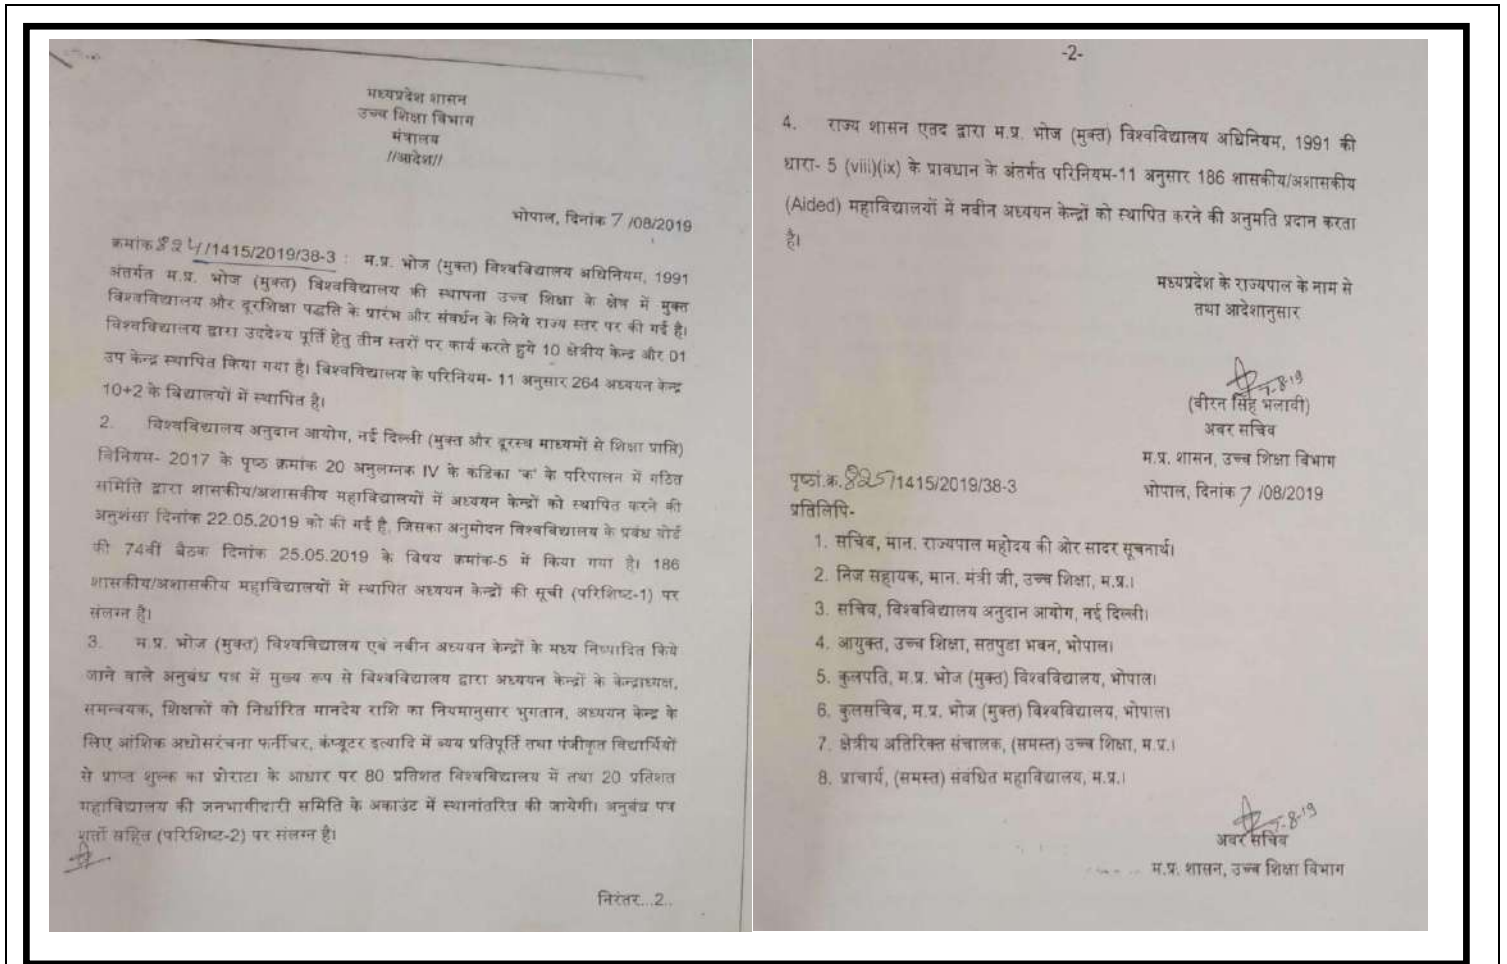 मध्यप्रदेश शासन
उच्च शिक्षा विभाग
मंत्रालय
//आदेश//
भोपाल, दिनांक 7 /08/2019
क्रमांक 824/1415/2019/38-3 : म.प्र. भोज (मुक्त) विश्वविद्यालय अधिनियम, 1991
अंतर्गत म.प्र. भोज (मुक्त) विश्वविद्यालय की स्थापना उच्च शिक्षा के क्षेत्र में मुक्त
विश्वविद्यालय और दूरशिक्षा पद्धति के प्रारंभ और संवर्धन के लिये राज्य स्तर पर की गई है।
विश्वविद्यालय द्वारा उददेश्य पूर्ति हेतु तीन स्तरों पर कार्य करते हुये 10 क्षेत्रीय केन्द्र और 01
उप केन्द्र स्थापित किया गया है। विश्वविद्यालय के परिनियम- 11 अनुसार 264 अध्ययन केन्द्र
10+2 के विद्यालयों में स्थापित है।
2. विश्वविद्यालय अनुदान आयोग, नई दिल्ली (मुक्त और दूरस्थ माध्यमों से शिक्षा प्राप्ति)
विनियम- 2017 के पृष्ठ क्रमांक 20 अनुलग्नक IV के कंडिका 'क' के परिपालन में गठित
समिति द्वारा शासकीय/अशासकीय महाविद्यालयों में अध्ययन केन्द्रों को स्थापित करने की
अनुशंसा दिनांक 22.05.2019 को की गई है, जिसका अनुमोदन विश्वविद्यालय के प्रबंध बोर्ड
की 74वीं बैठक दिनांक 25.05.2019 के विषय क्रमांक-5 में किया गया है। 186
शासकीय/अशासकीय महाविद्यालयों में स्थापित अध्ययन केन्द्रों की सूची (परिशिष्ट-1) पर
संलग्न है।
3. म.प्र. भोज (मुक्त) विश्वविद्यालय एवं नवीन अध्ययन केन्द्रों के मध्य निष्पादित किये
जाने वाले अनुबंध पत्र में मुख्य रूप से विश्वविद्यालय द्वारा अध्ययन केन्द्रों के केन्द्राध्यक्ष,
समन्वयक, शिक्षकों को निर्धारित मानदेय राशि का नियमानुसार भुगतान, अध्ययन केन्द्र के
लिए आंशिक अधोसरंचना फर्नीचर, कंप्यूटर इत्यादि में व्यय प्रतिपूर्ति तथा पंजीकृत विद्यार्थियों
से प्राप्त शुल्क का प्रोराटा के आधार पर 80 प्रतिशत विश्वविद्यालय में तथा 20 प्रतिशत
महाविद्यालय की जनभागीदारी समिति के अकाउंट में स्थानांतरित की जायेगी। अनुबंध पत्र
शर्तो सहित (परिशिष्ट-2) पर संलग्न है।
निरंतर...2..
-2-
4. राज्य शासन एतद द्वारा म.प्र. भोज (मुक्त) विश्वविद्यालय अधिनियम, 1991 की
धारा- 5 (viii)(ix) के प्रावधान के अंतर्गत परिनियम-11 अनुसार 186 शासकीय/अशासकीय
(Aided) महाविद्यालयों में नवीन अध्ययन केन्द्रों को स्थापित करने की अनुमति प्रदान करता
है।
मध्यप्रदेश के राज्यपाल के नाम से
तथा आदेशानुसार
7-8-19
(वीरन सिंह भलावी)
अवर सचिव
म.प्र. शासन, उच्च शिक्षा विभाग
पृष्ठां.क्र. 825/1415/2019/38-3
भोपाल, दिनांक 7 /08/2019
प्रतिलिपि-
1. सचिव, मान. राज्यपाल महोदय की ओर सादर सूचनार्थ।
2. निज सहायक, मान. मंत्री जी, उच्च शिक्षा, म.प्र.।
3. सचिव, विश्वविद्यालय अनुदान आयोग, नई दिल्ली।
4. आयुक्त, उच्च शिक्षा, सतपुडा भवन, भोपाल।
5. कुलपति, म.प्र. भोज (मुक्त) विश्वविद्यालय, भोपाल।
6. कुलसचिव, म.प्र. भोज (मुक्त) विश्वविद्यालय, भोपाल।
7. क्षेत्रीय अतिरिक्त संचालक, (समस्त) उच्च शिक्षा, म.प्र.।
8. प्राचार्य, (समस्त) संबंधित महाविद्यालय, म.प्र.।
7-8-19
अवर सचिव
म.प्र. शासन, उच्च शिक्षा विभाग